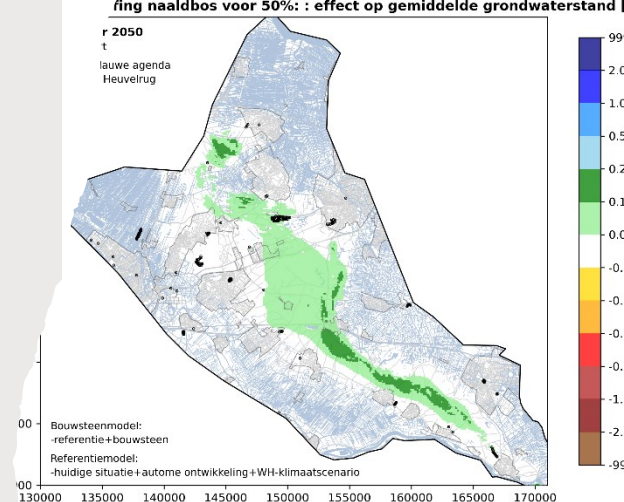 naaldbos voor 50%: : effect op gemiddelde grondwaterstand [
r 2050
agenda
Heuvelrug
99
2.0
1.0
0.5
0.2
0.1
0.0
-0.
-0.
-0.
-0.
-1.
-2.
-99
Bouwsteenmodel:
-referentie+bouwsteen
Referentiemodel:
-huidige situatie+autome ontwikkeling+WH-klimaatscenario
00
00
130000 135000 140000 145000 150000 155000 160000 165000 170000